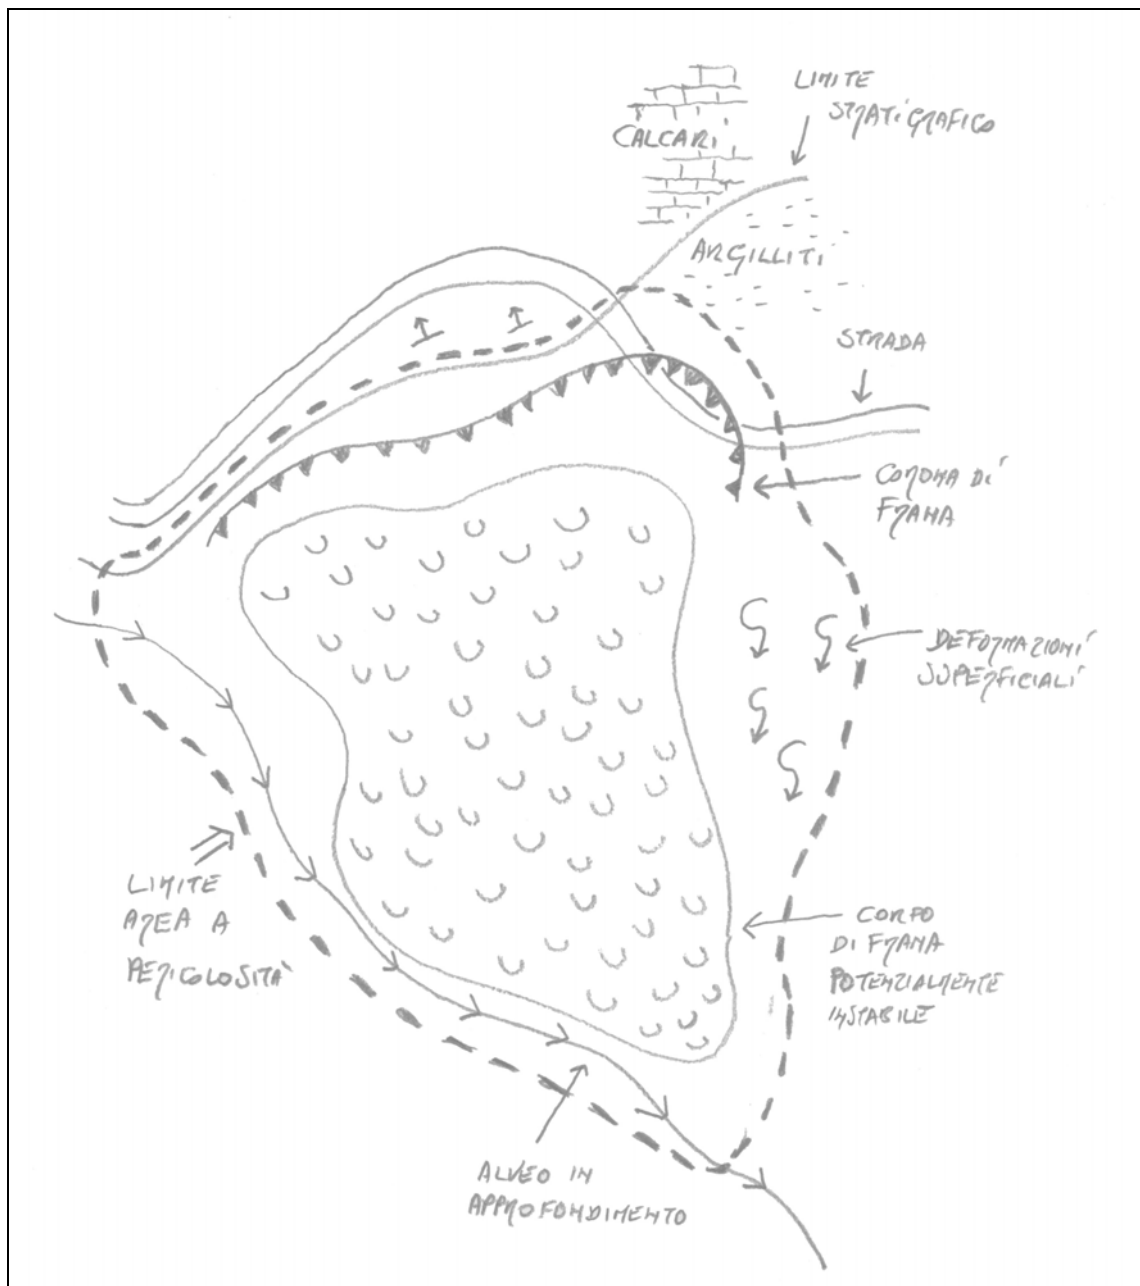 LIMITE
STRATIGRAFICO
CALCARI
ARGILLITI
STRADA
CORONA DI
FRANA
DEFORMAZIONI
SUPERFICIALI
LIMITE
AREA A
PERICOLOSITÀ
CORPO
DI FRANA
POTENZIALMENTE
INSTABILE
ALVEO IN
APPROFONDIMENTO